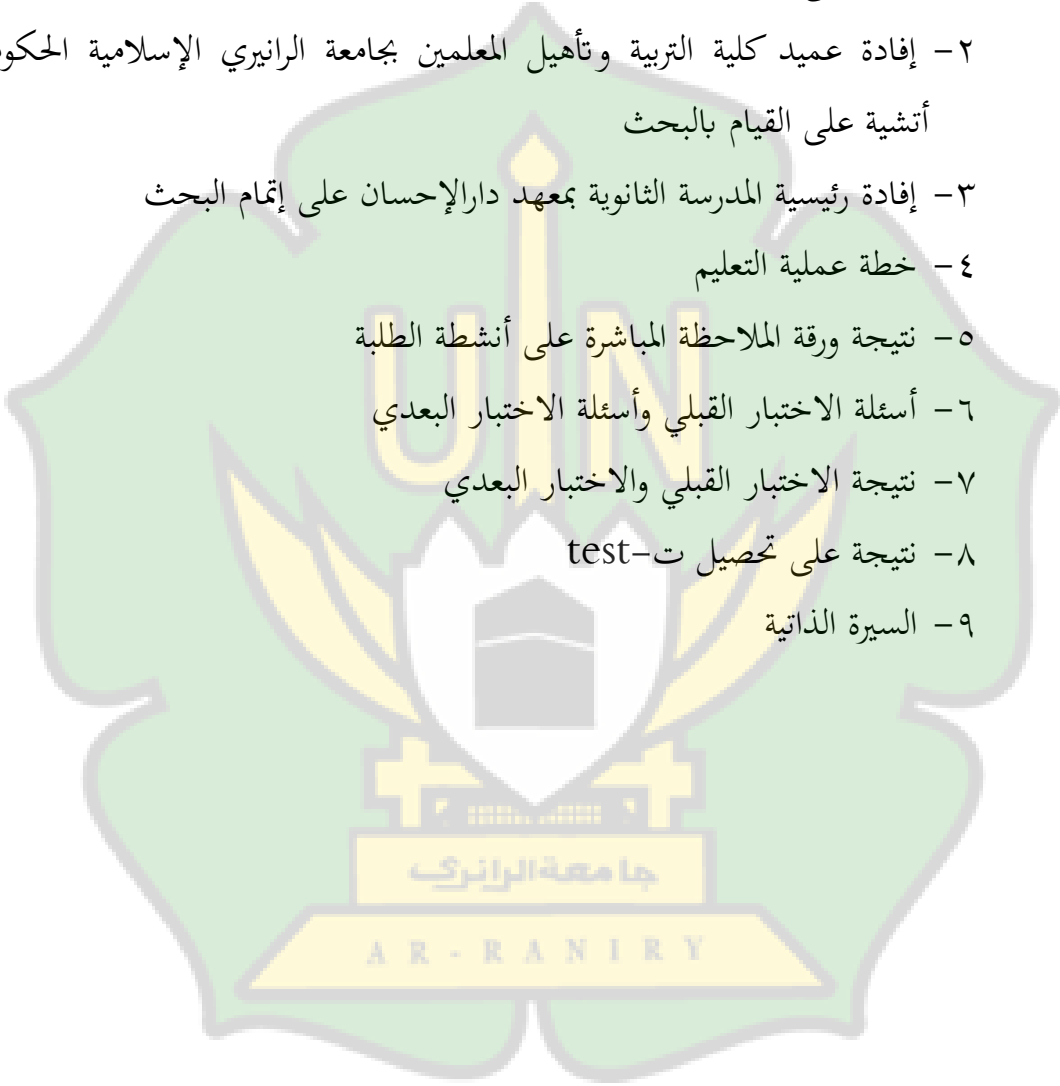 ٢- إفادة عميد كلية التربية وتأهيل المعلمين بجامعة الرانيري الإسلامية
أتشية على القيام بالبحث
٣- إفادة رئيسية المدرسة الثانوية بمعهد دارالإحسان على إتمام البحث
٤- خطة عملية التعليم
٥- نتيجة ورقة الملاحظة المباشرة على أنشطة الطلبة
٦- أسئلة الاختبار القبلي وأسئلة الاختبار البعدي
٧- نتيجة الاختبار القبلي والاختبار البعدي
٨- نتيجة على تحصيل ت-test
٩- السيرة الذاتية
UIN
جامعة الرانري
AR-RANIRY